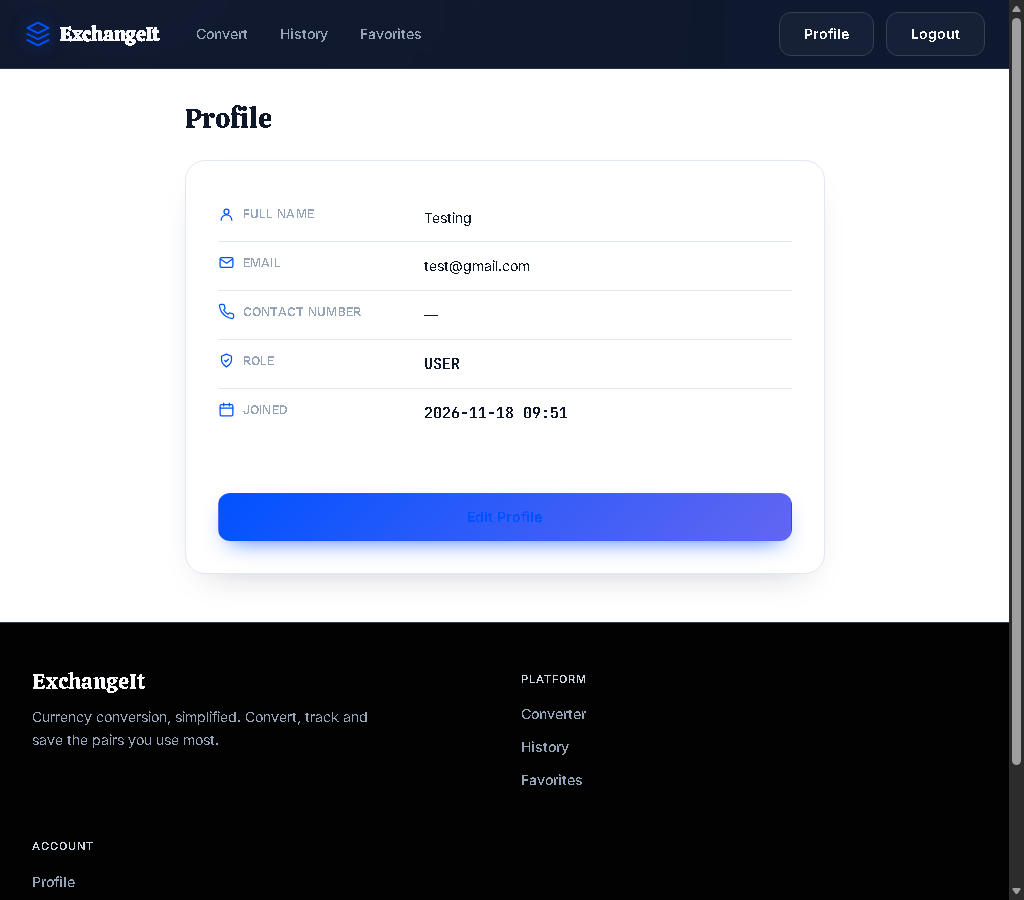 ExchangeIt
Convert
History
Favorites
Profile
Logout
Profile
FULL NAME
Testing
EMAIL
test@gmail.com
CONTACT NUMBER
—
ROLE
USER
JOINED
2026-11-18 09:51
Edit Profile
ExchangeIt
Currency conversion, simplified. Convert, track and
save the pairs you use most.
PLATFORM
Converter
History
Favorites
ACCOUNT
Profile